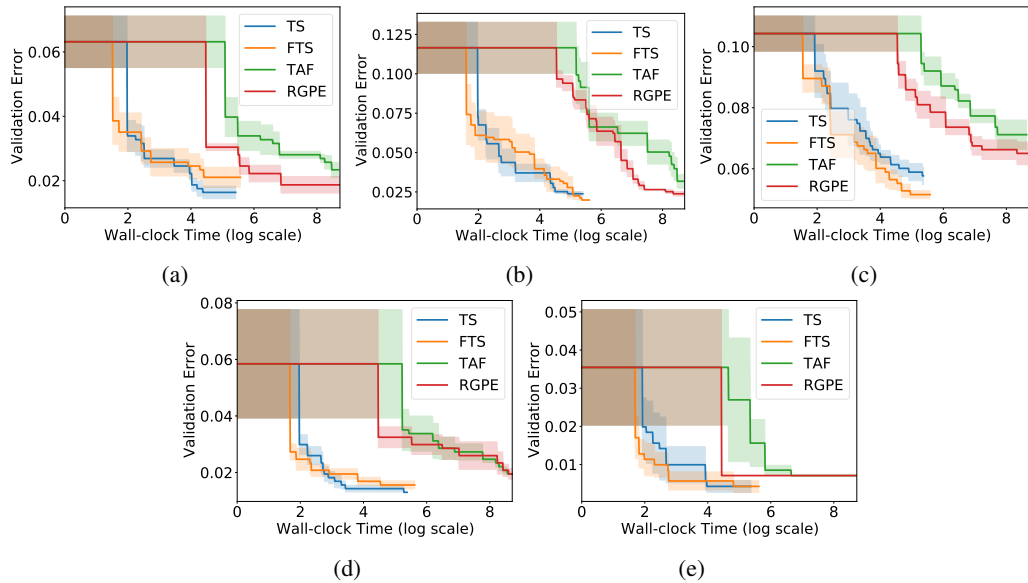 TS
FTS
TAF
RGPE
Validation Error
0.06
0.04
0.02
0 2 4 6 8
Wall-clock Time (log scale)
(a)
TS
FTS
TAF
RGPE
Validation Error
0.125
0.100
0.075
0.050
0.025
0 2 4 6 8
Wall-clock Time (log scale)
(b)
TS
FTS
TAF
RGPE
Validation Error
0.10
0.08
0.06
0 2 4 6 8
Wall-clock Time (log scale)
(c)
TS
FTS
TAF
RGPE
Validation Error
0.08
0.06
0.04
0.02
0 2 4 6 8
Wall-clock Time (log scale)
(d)
TS
FTS
TAF
RGPE
Validation Error
0.05
0.04
0.03
0.02
0.01
0 2 4 6 8
Wall-clock Time (log scale)
(e)